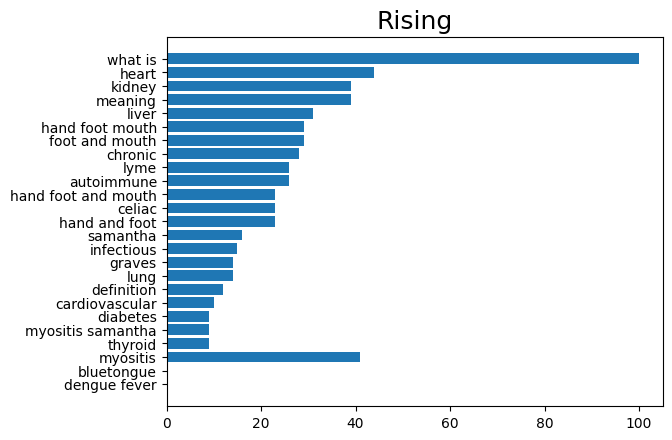 Rising
what is
heart
kidney
meaning
liver
hand foot mouth
foot and mouth
chronic
lyme
autoimmune
hand foot and mouth
celiac
hand and foot
samantha
infectious
graves
lung
definition
cardiovascular
diabetes
myositis samantha
thyroid
myositis
bluetongue
dengue fever
0 20 40 60 80 100